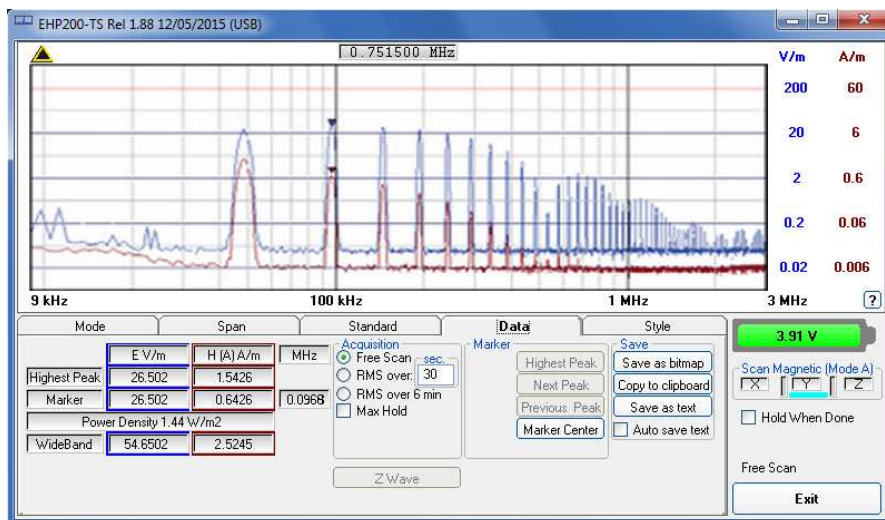 EHP200-TS Rel 1.88 12/05/2015 (USB)
0.751500 MHz
V/m A/m
200 60
20 6
2 0.6
0.2 0.06
0.02 0.006
9 kHz 100 kHz 1 MHz 3 MHz ?
Mode Span Standard Data Style
3.91 V
E V/m H (A) A/m MHz
Highest Peak 26.502 1.5426
Marker 26.502 0.6426 0.0968
Power Density 1.44 W/m2
WideBand 54.6502 2.5245
Acquisition
Free Scan sec.
RMS over: 30
RMS over 6 min
Max Hold
Z Wave
Marker
Highest Peak
Next Peak
Previous Peak
Marker Center
Save
Save as bitmap
Copy to clipboard
Save as text
Auto save text
Scan Magnetic (Mode A)
X Y Z
Hold When Done
Free Scan
Exit